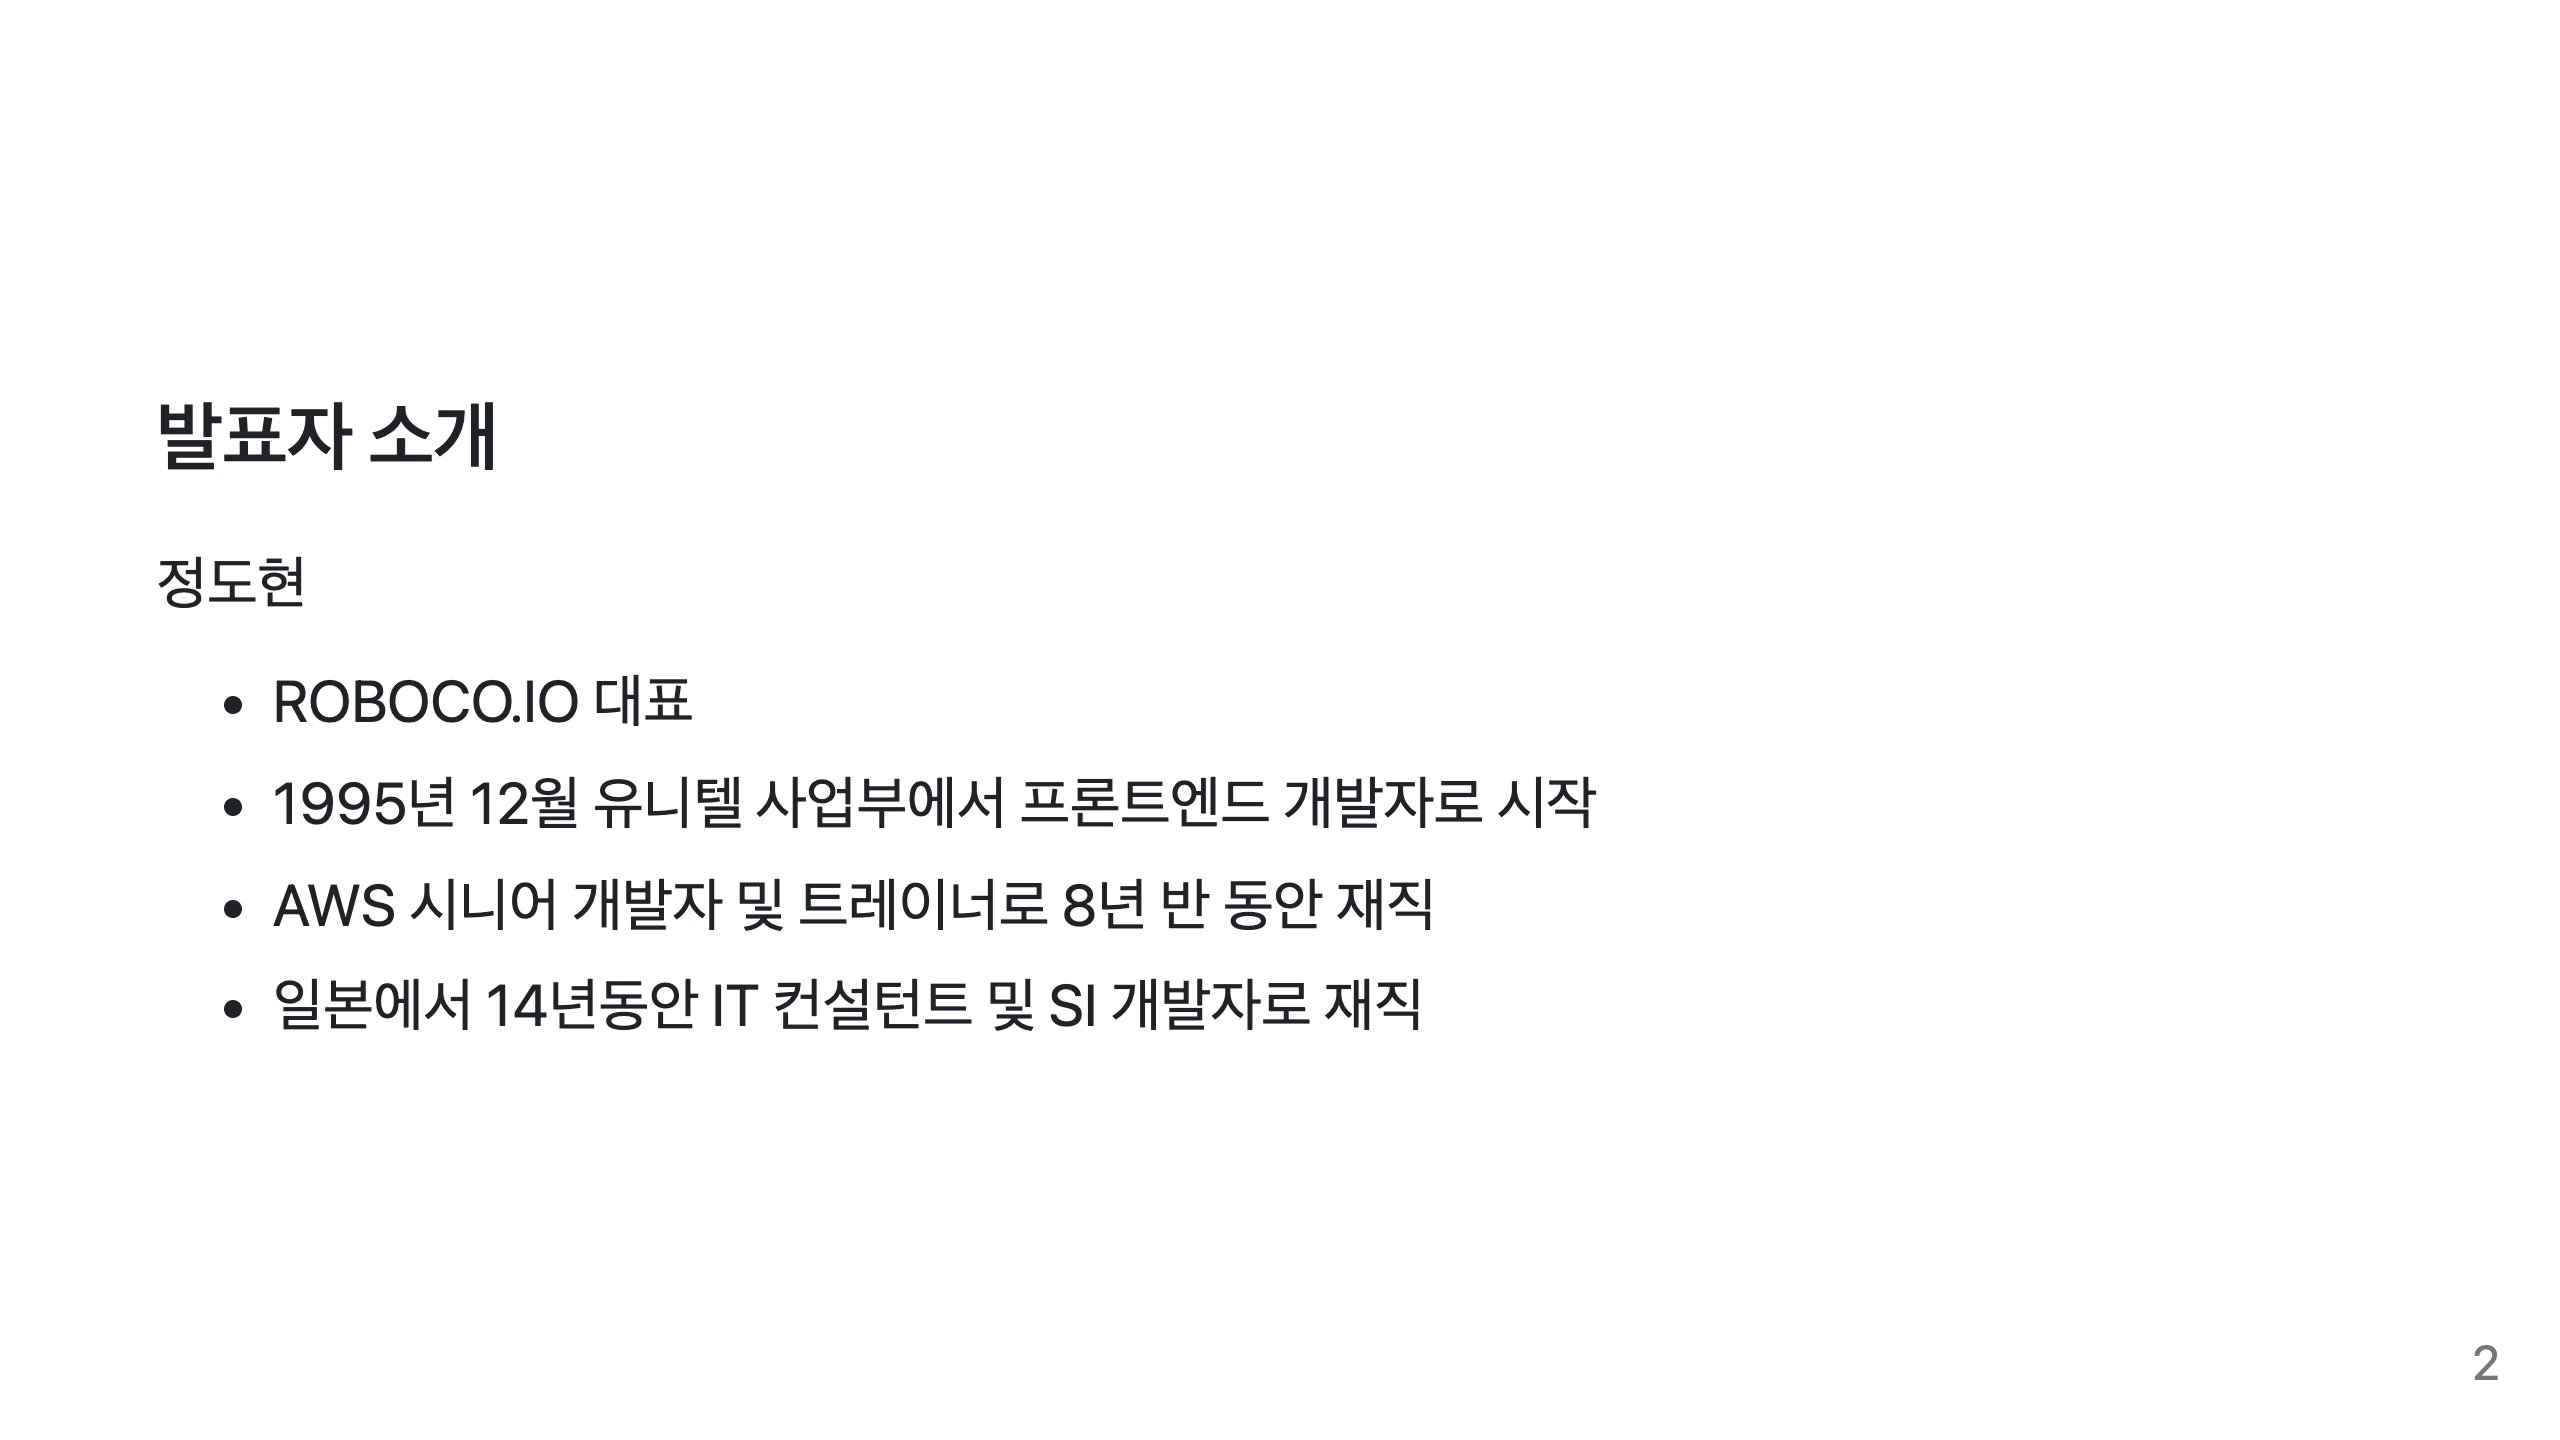 발표자 소개
정도현
• ROBOCO.IO 대표
• 1995년 12월 유니텔 사업부에서 프론트엔드 개발자로 시작
• AWS 시니어 개발자 및 트레이너로 8년 반 동안 재직
• 일본에서 14년동안 IT 컨설턴트 및 SI 개발자로 재직
2